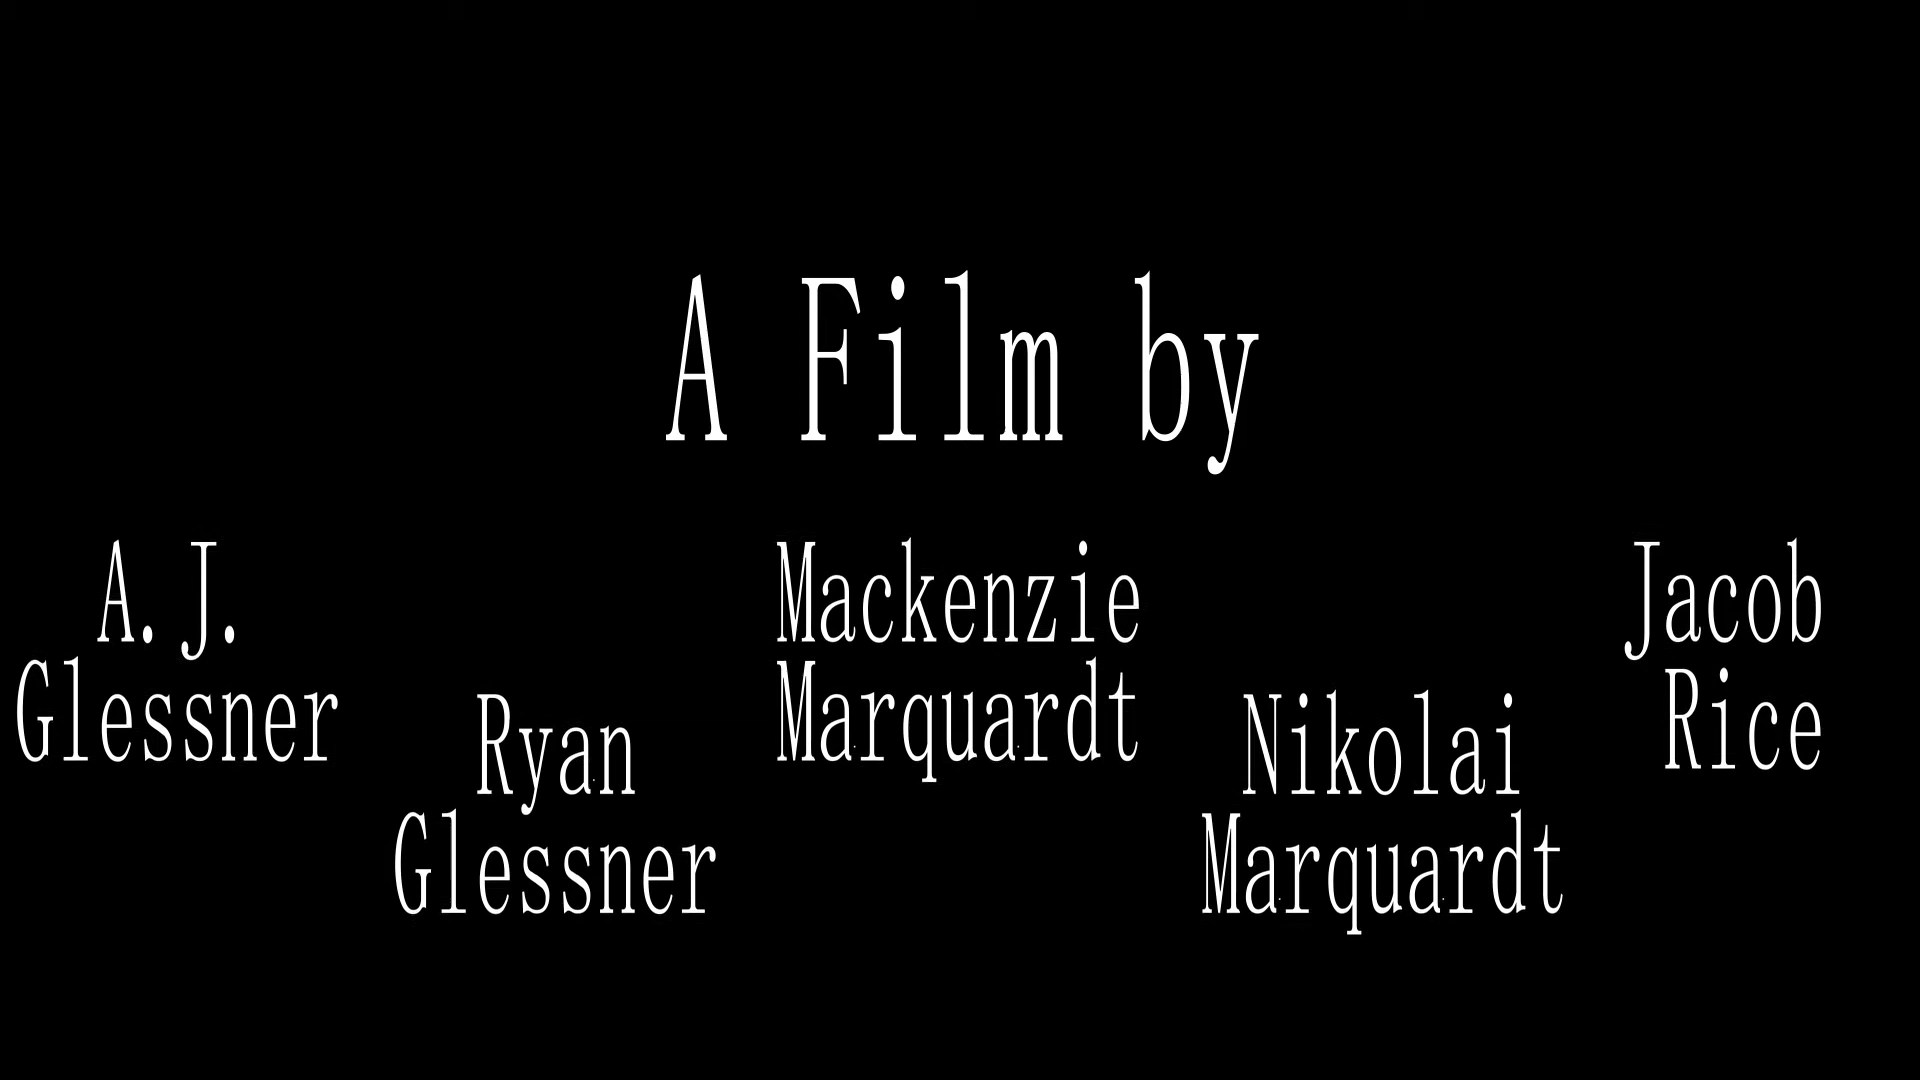 A Film by
A.J.
Glessner
Ryan
Glessner
Mackenzie
Marquardt
Nikolai
Marquardt
Jacob
Rice